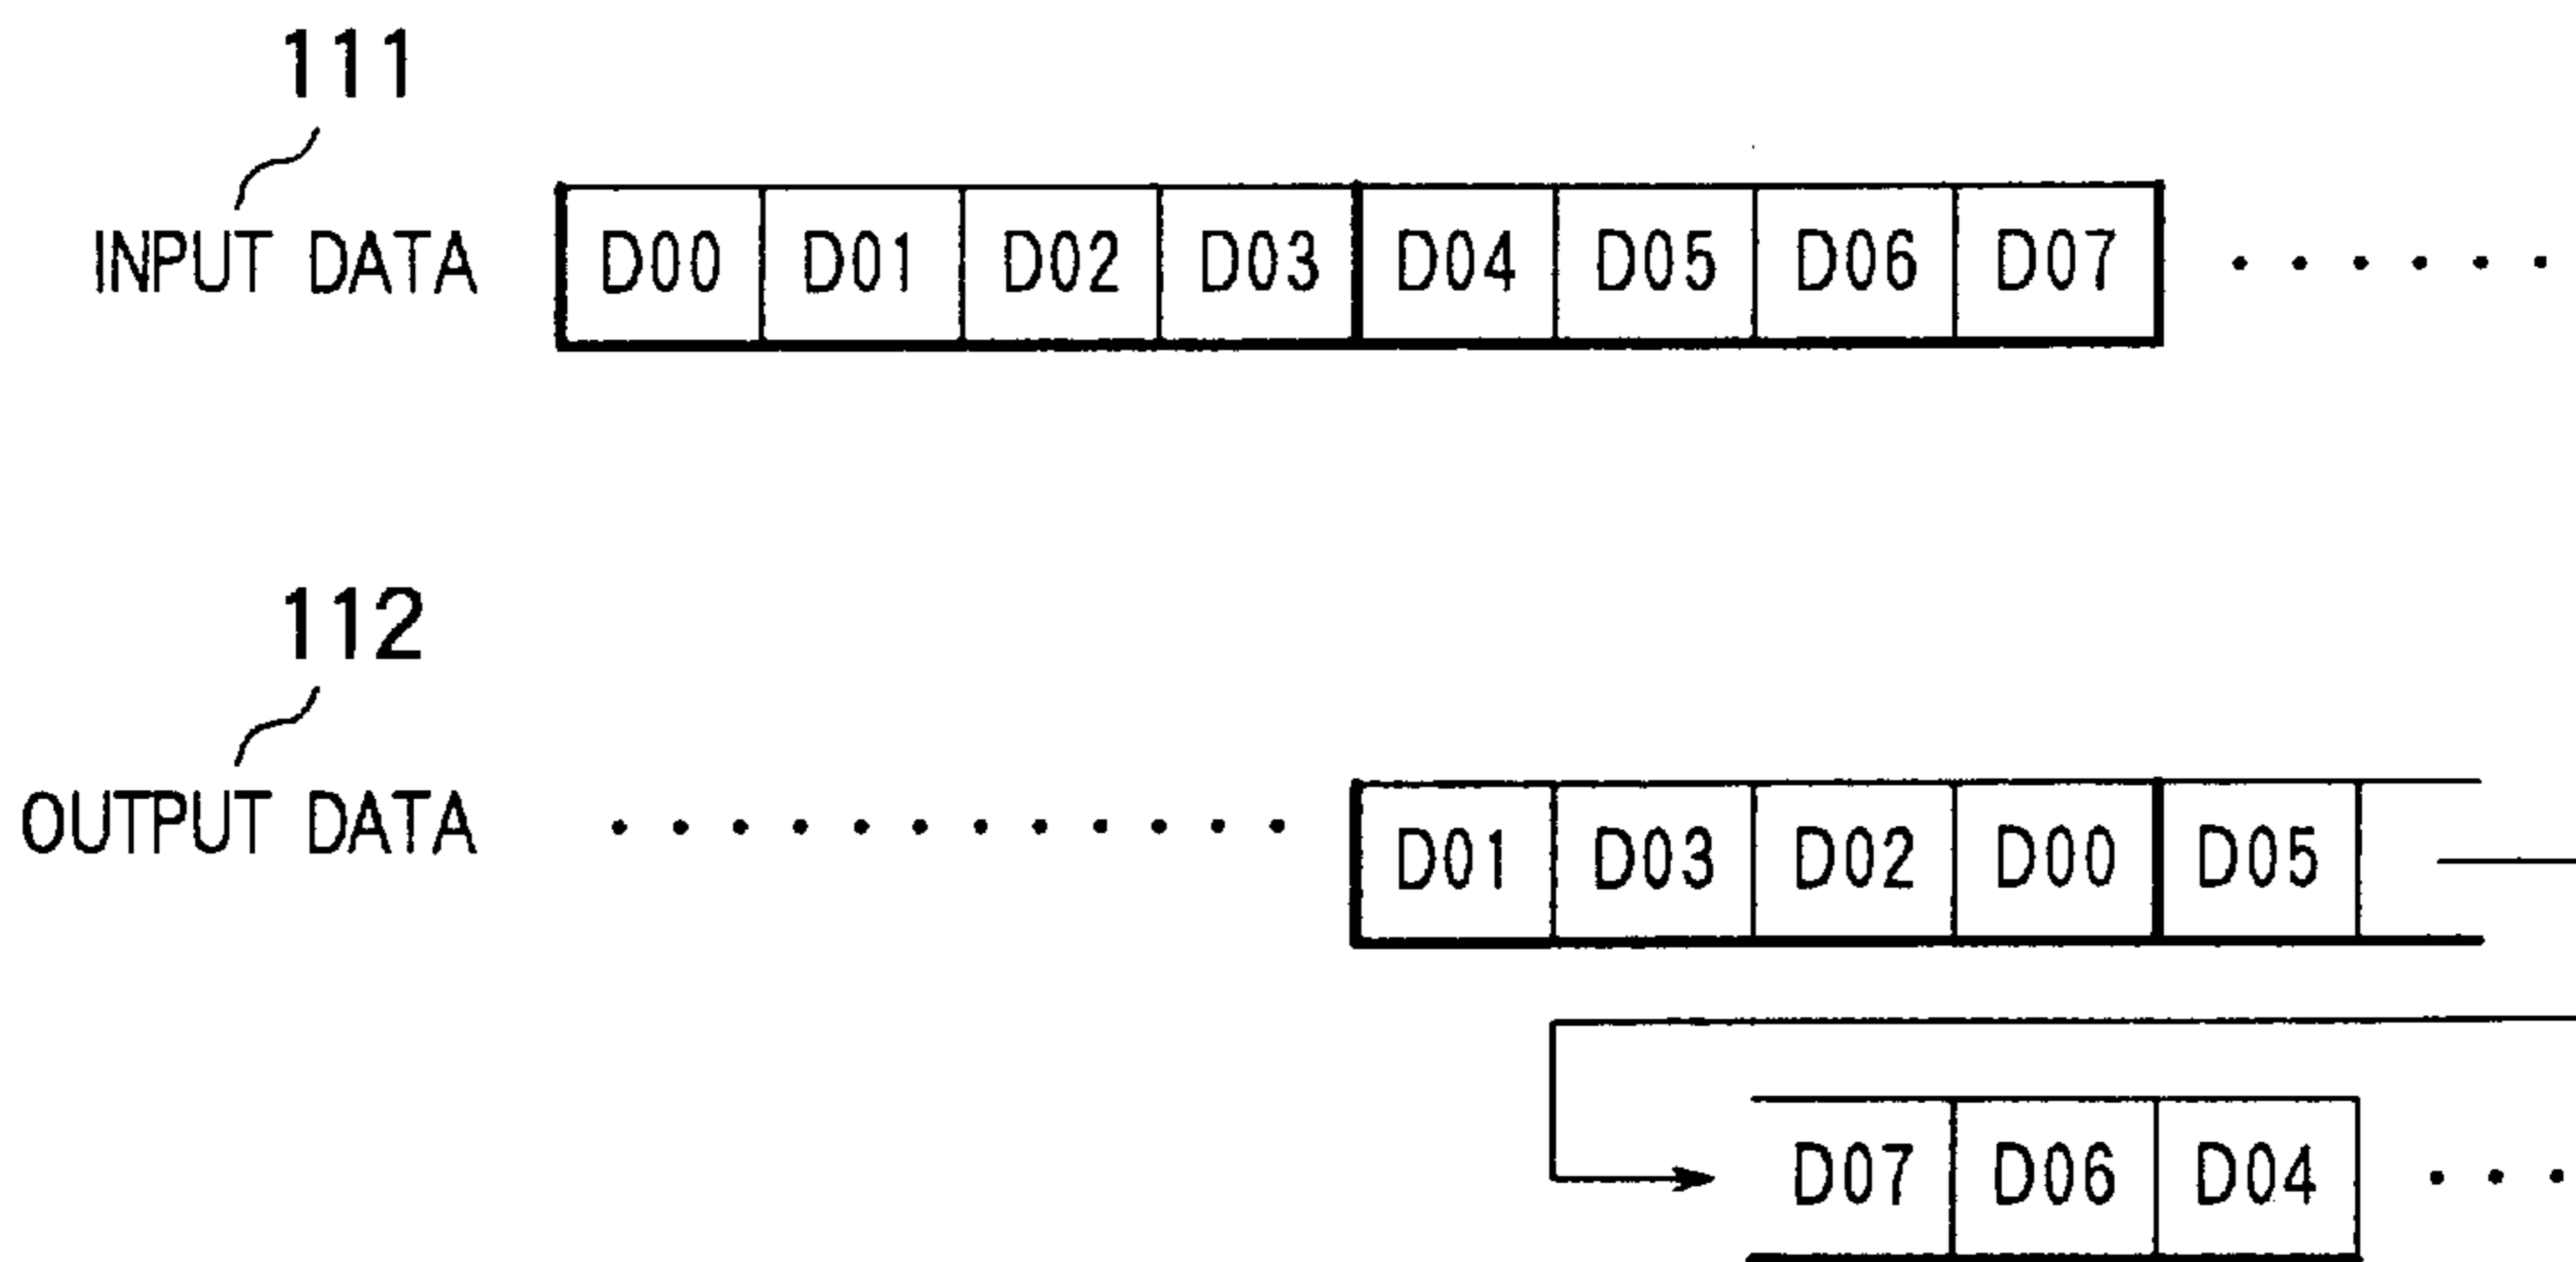 111
INPUT DATA D00 D01 D02 D03 D04 D05 D06 D07 ......
112
OUTPUT DATA ............ D01 D03 D02 D00 D05
D07 D06 D04 ...